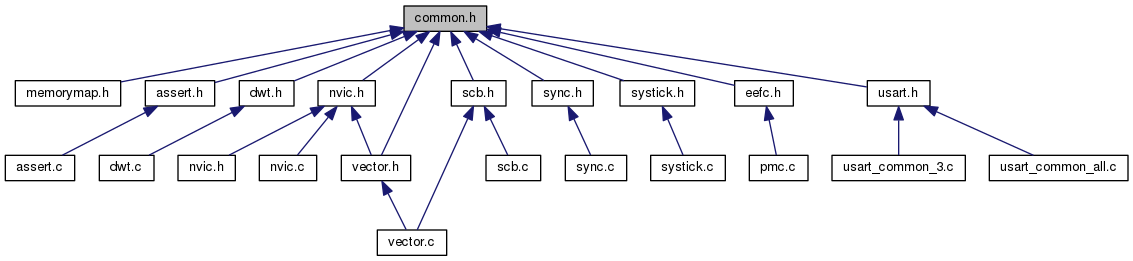 common.h
memorymap.h
assert.h
dwt.h
nvic.h
scb.h
sync.h
systick.h
eefc.h
usart.h
assert.c
dwt.c
nvic.h
nvic.c
vector.h
scb.c
sync.c
systick.c
pmc.c
usart_common_3.c
usart_common_all.c
vector.c